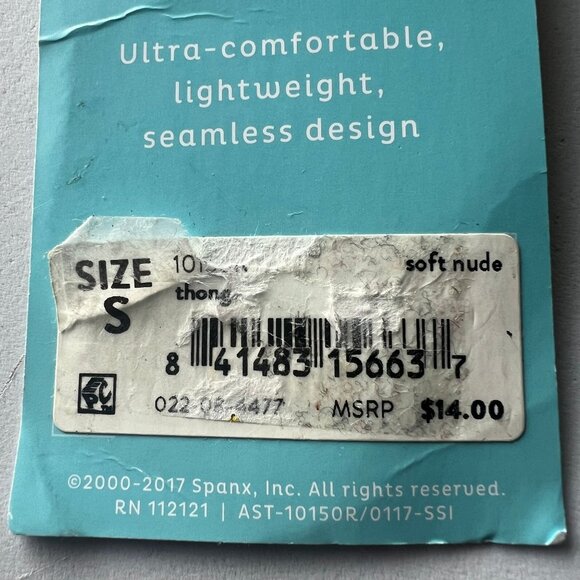 Ultra-comfortable,
lightweight,
seamless design
SIZE
S
soft nude
thong
8 41483 15663 7
MSRP $14.00
©2000-2017 Spanx, Inc. All rights reserved.
RN 112121 | AST-10150R/0117-SSI